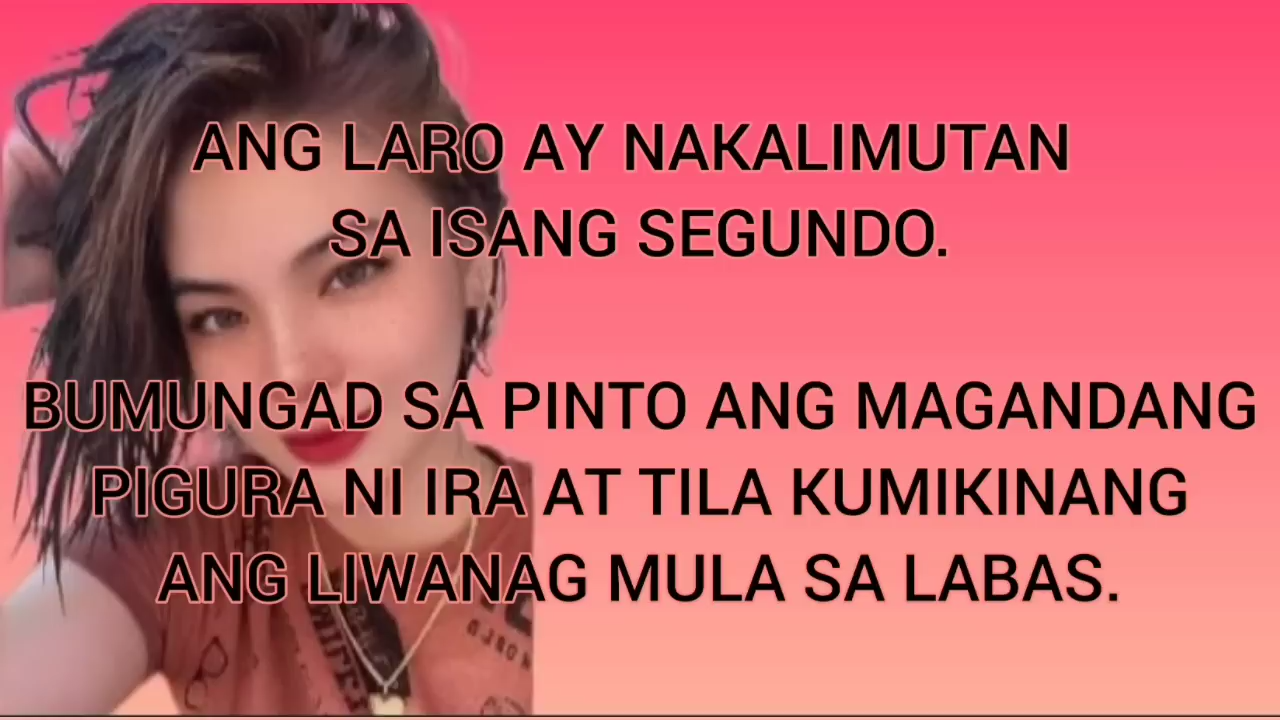 ANG LARO AY NAKALIMUTAN
SA ISANG SEGUNDO.
BUMUNGAD SA PINTO ANG MAGANDANG
PIGURA NI IRA AT TILA KUMIKINANG
ANG LIWANAG MULA SA LABAS.